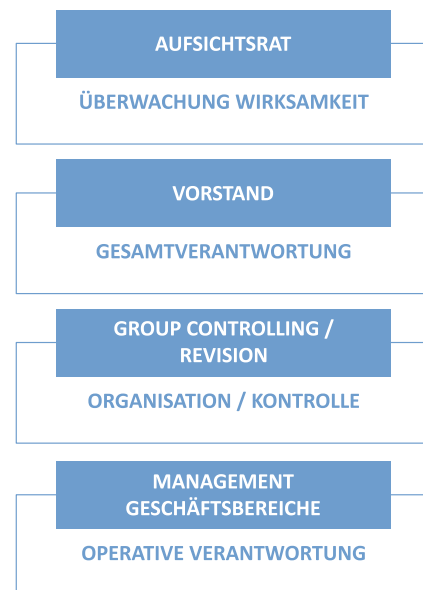 AUFSICHTSRAT
ÜBERWACHUNG WIRKSAMKEIT
VORSTAND
GESAMTVERANTWORTUNG
GROUP CONTROLLING /
REVISION
ORGANISATION / KONTROLLE
MANAGEMENT
GESCHÄFTSBEREICHE
OPERATIVE VERANTWORTUNG